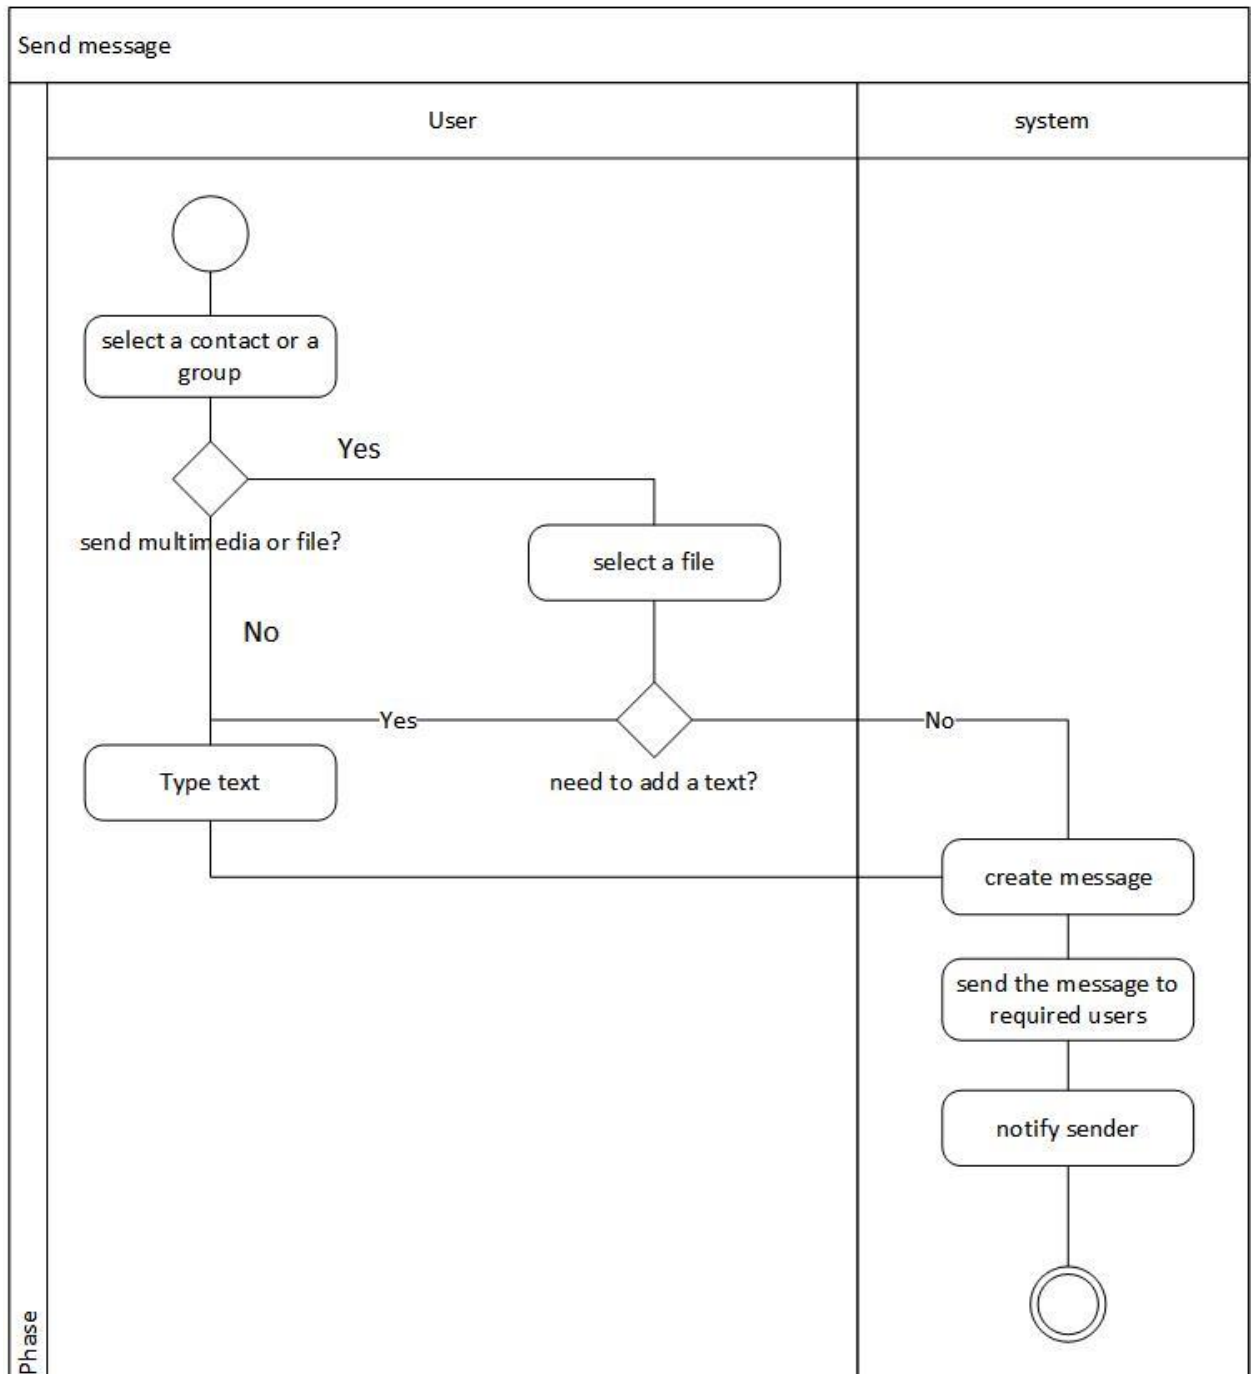 Send message
User
system
select a contact or a
group
Yes
send multimedia or file?
select a file
No
Yes
No
Type text
need to add a text?
create message
send the message to
required users
notify sender
Phase